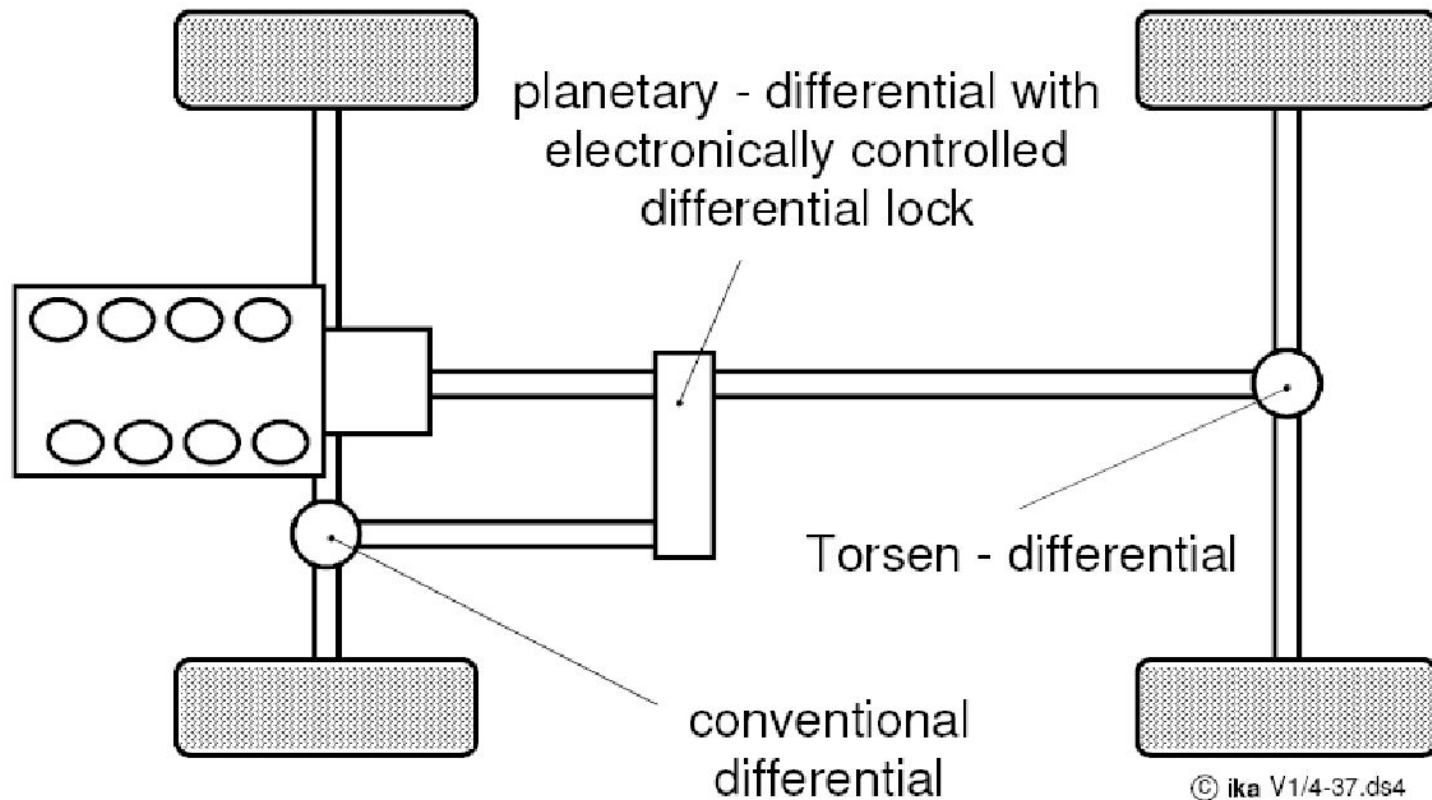 planetary - differential with
electronically controlled
differential lock
Torsen - differential
conventional
differential
© ika V1/4-37.ds4